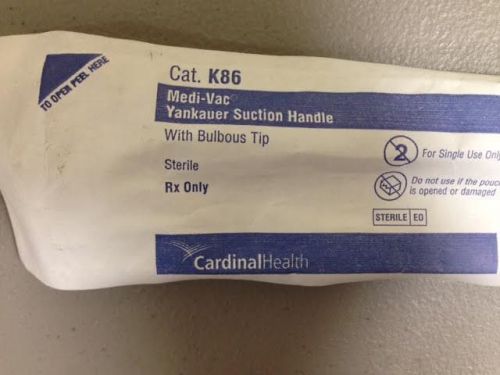 TO OPEN PEEL HERE
Cat. K86
Medi-Vac
Yankauer Suction Handle
With Bulbous Tip
Sterile
Rx Only
2
For Single Use Only
Do not use if the pouch
is opened or damaged
STERILE EO
CardinalHealth